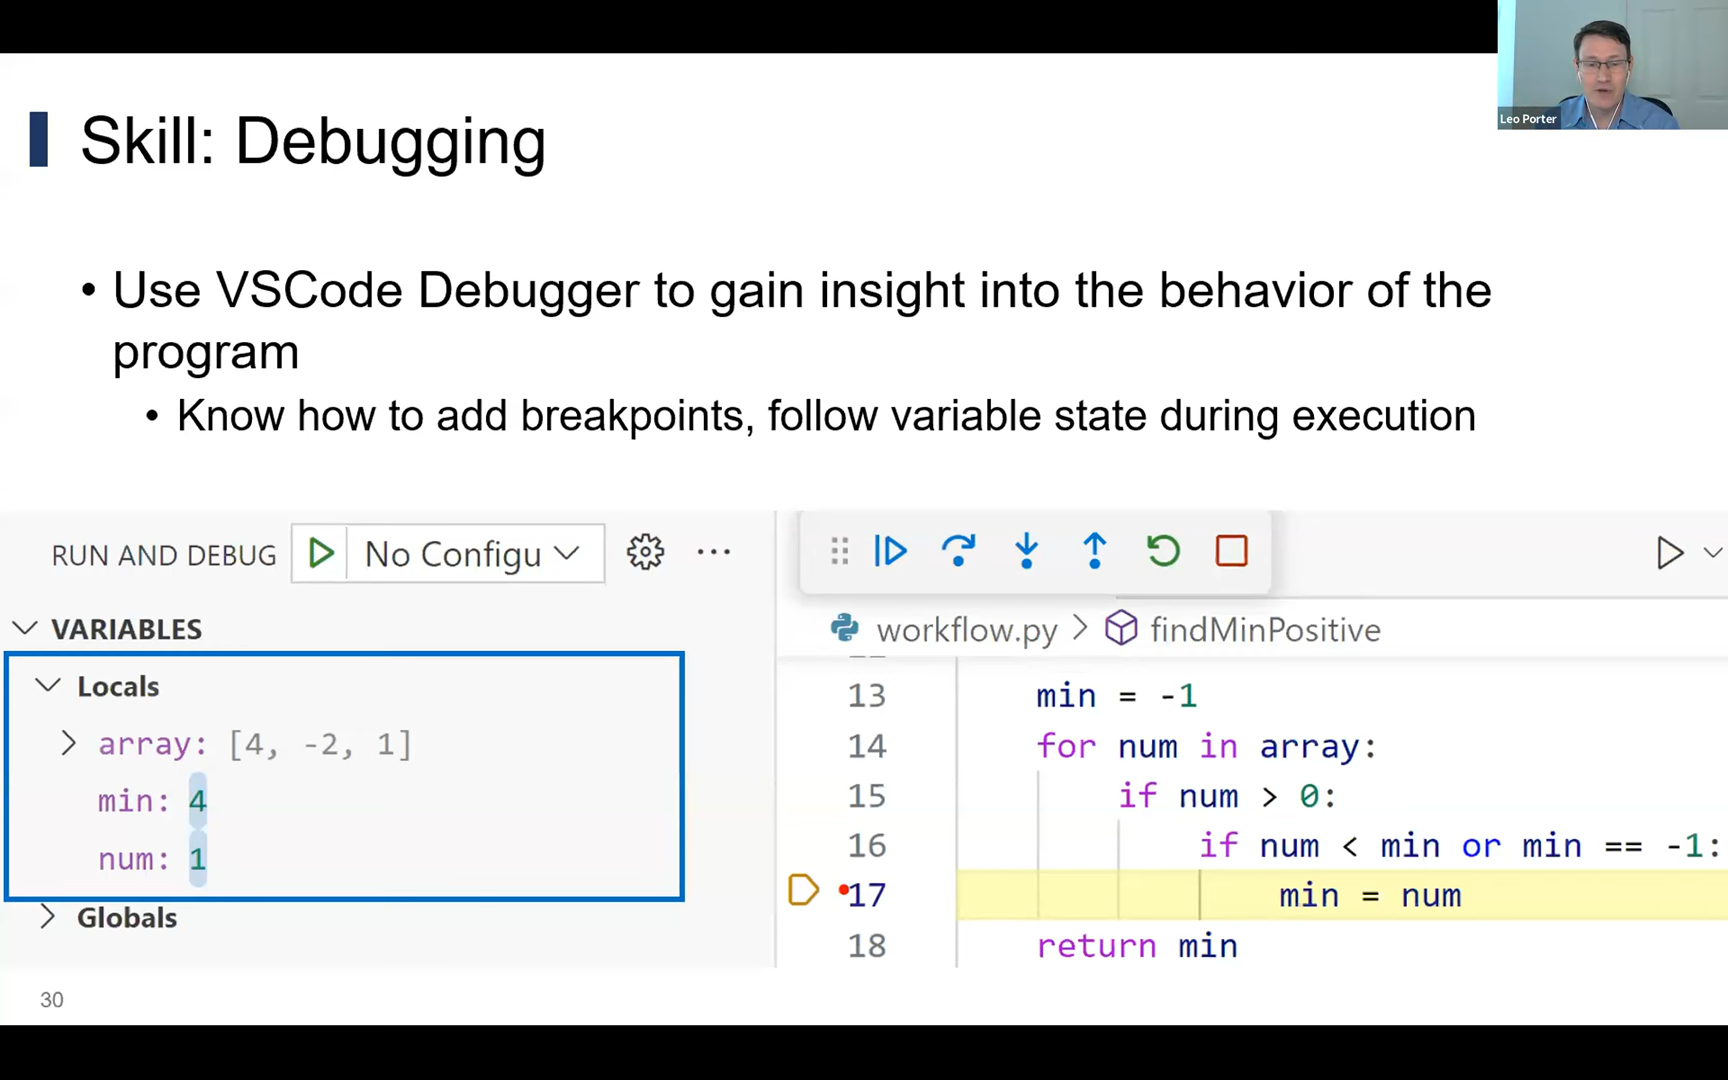 Leo Porter
Skill: Debugging
• Use VSCode Debugger to gain insight into the behavior of the
program
• Know how to add breakpoints, follow variable state during execution
RUN AND DEBUG No Configu ···
VARIABLES
Locals
array: [4, -2, 1]
min: 4
num: 1
Globals
workflow.py > findMinPositive
13 min = -1
14 for num in array:
15 if num > 0:
16 if num < min or min == -1:
17 min = num
18 return min
30